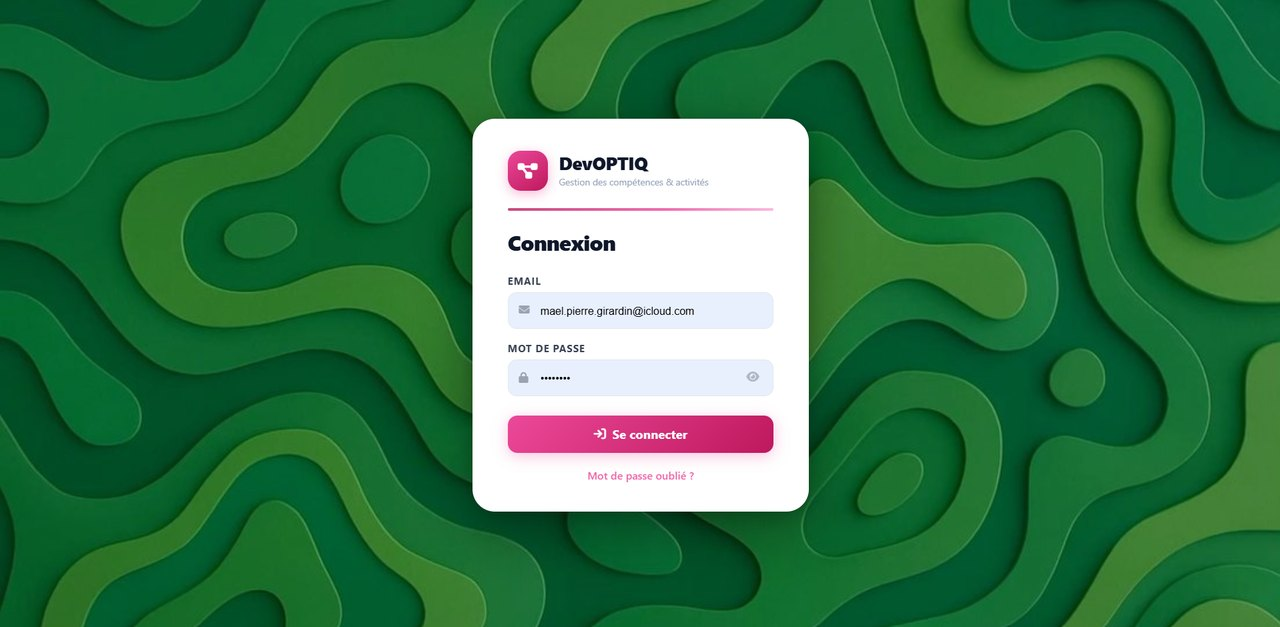 DevOPTIQ
Gestion des compétences & activités
Connexion
EMAIL
mael.pierre.girardin@icloud.com
MOT DE PASSE
••••••••
Se connecter
Mot de passe oublié ?